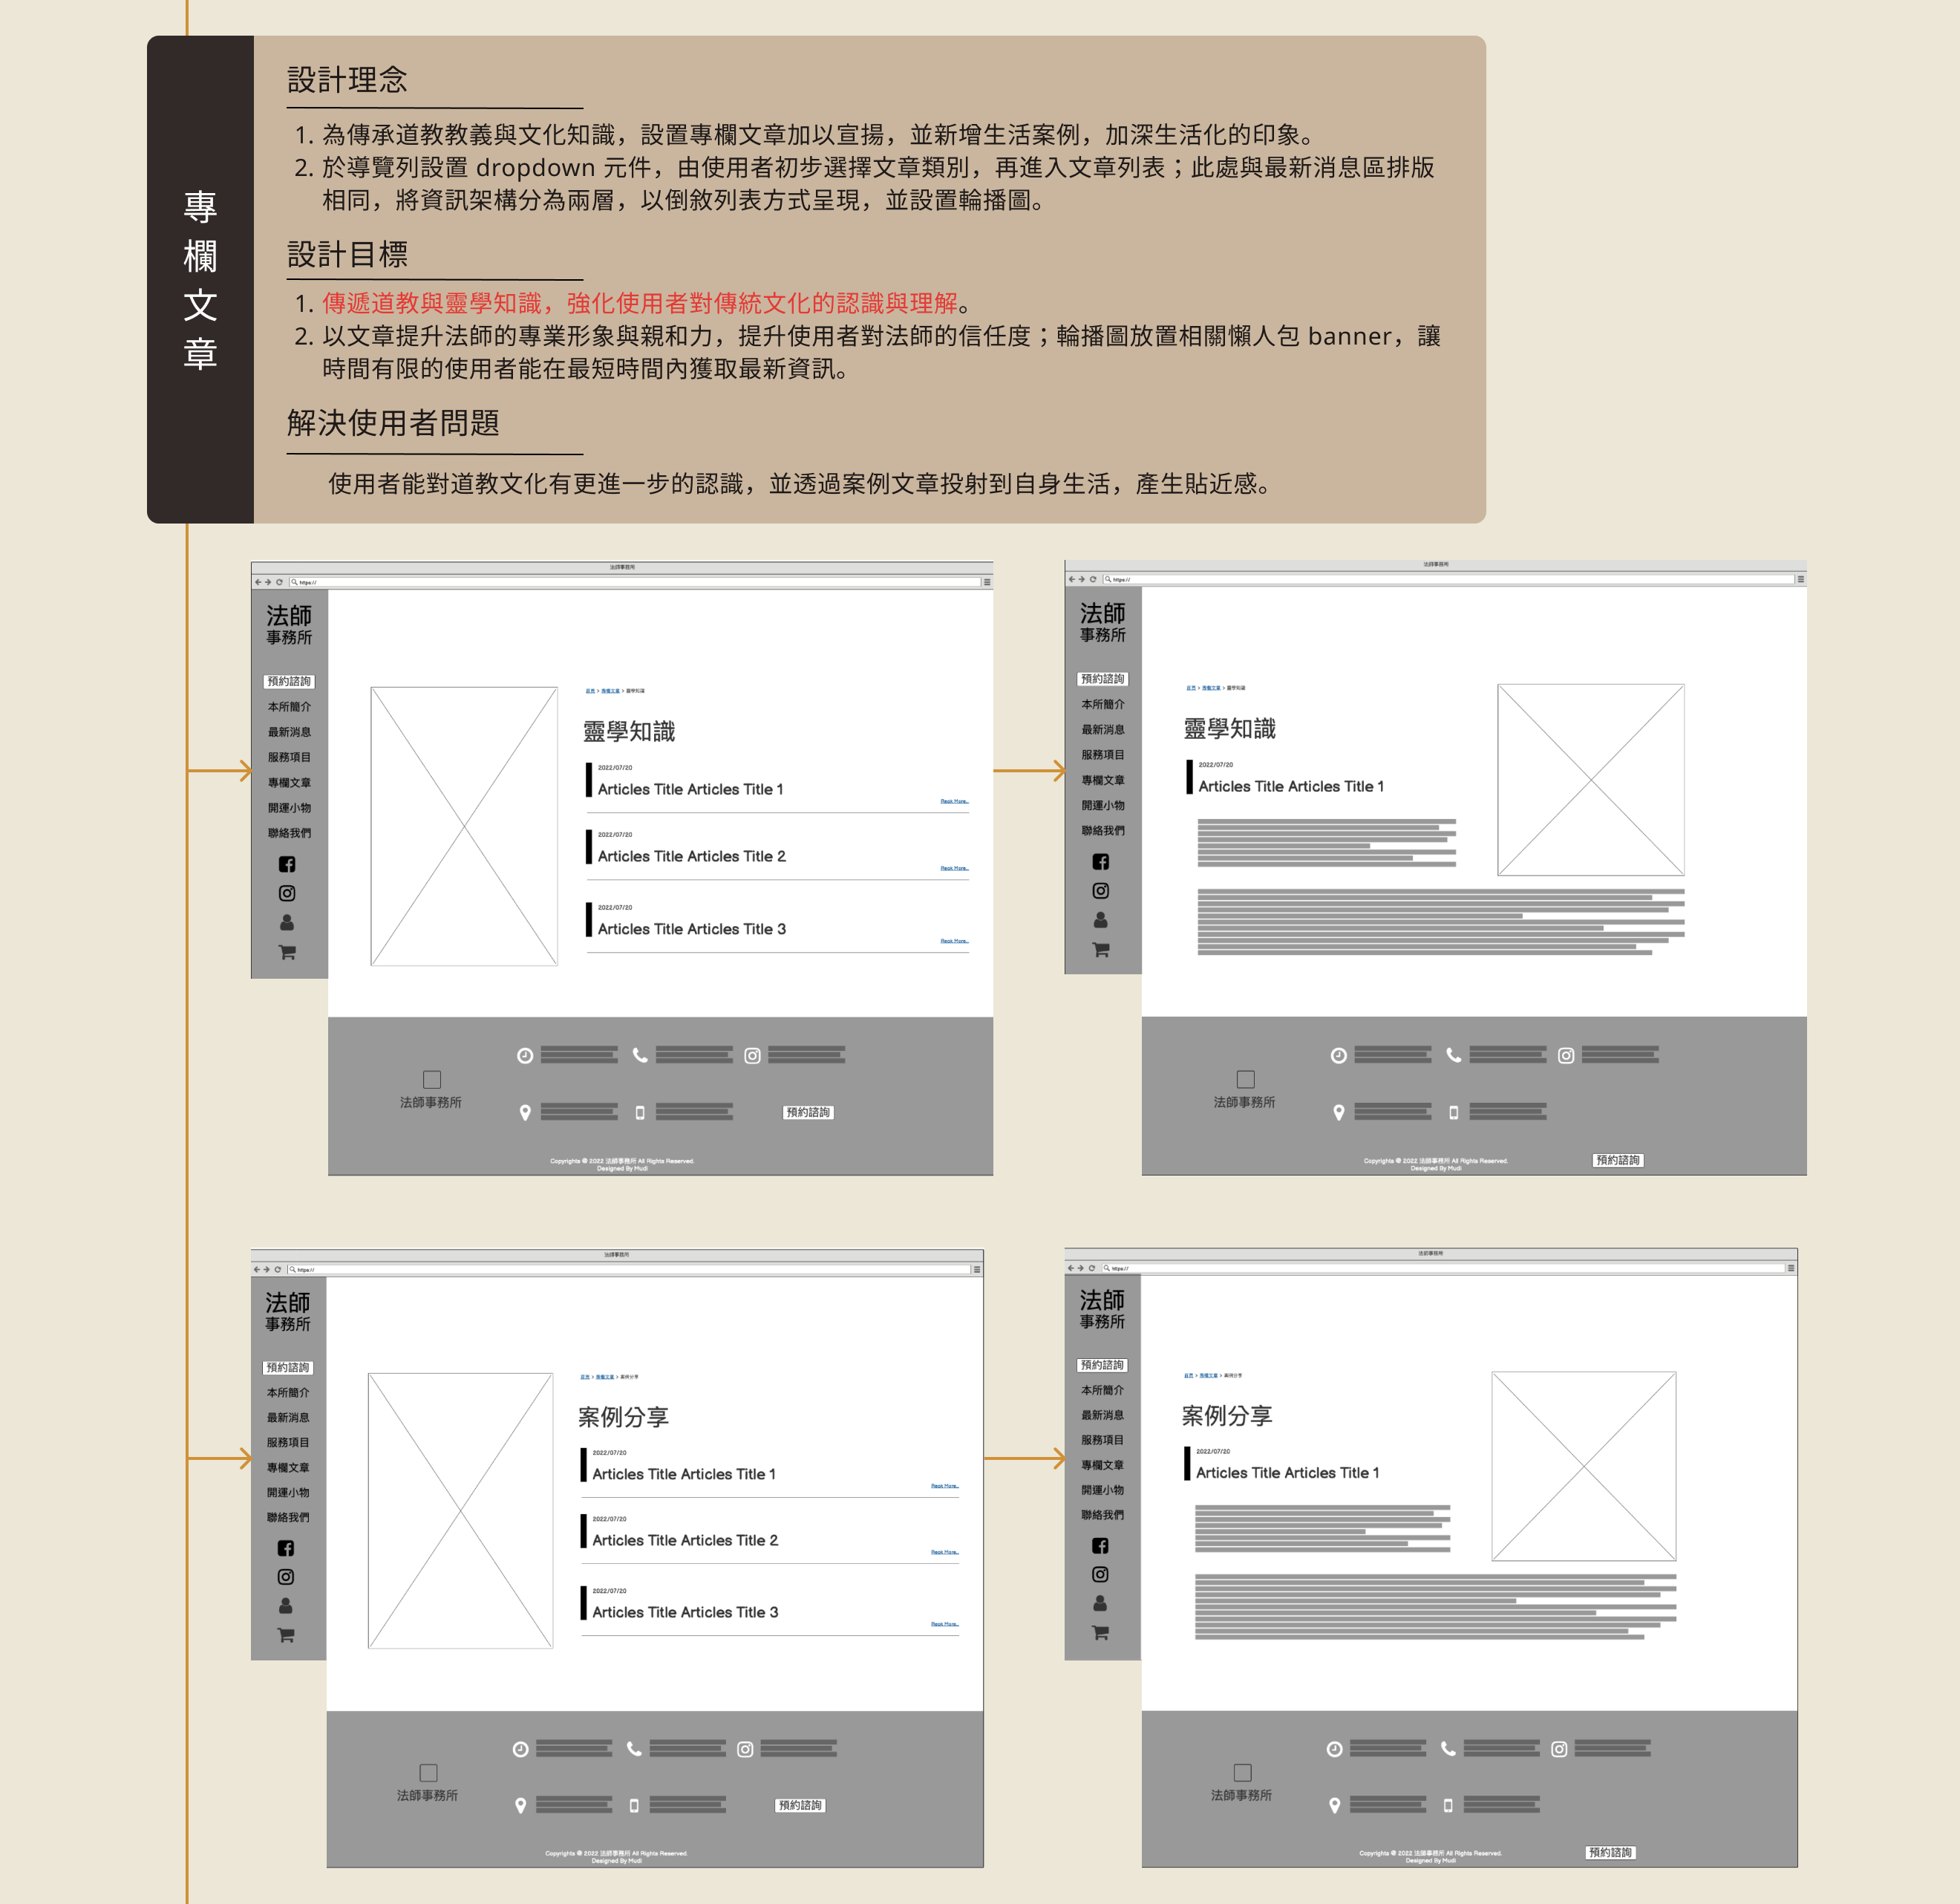 專欄文章
設計理念
1. 為傳承道教教義與文化知識，設置專欄文章加以宣揚，並新增生活案例，加深生活化的印象。
2. 於導覽列設置 dropdown 元件，由使用者初步選擇文章類別，再進入文章列表；此處與最新消息區排版
相同，將資訊架構分為兩層，以倒敘列表方式呈現，並設置輪播圖。
設計目標
1. 傳遞道教與靈學知識，強化使用者對傳統文化的認識與理解。
2. 以文章提升法師的專業形象與親和力，提升使用者對法師的信任度；輪播圖放置相關懶人包 banner，讓
時間有限的使用者能在最短時間內獲取最新資訊。
解決使用者問題
使用者能對道教文化有更進一步的認識，並透過案例文章投射到自身生活，產生貼近感。
法師事務所
https://
法師
事務所
預約諮詢
本所簡介
最新消息
服務項目
專欄文章
開運小物
聯絡我們
首頁 > 專欄文章 > 靈學知識
靈學知識
2022/07/20
Articles Title Articles Title 1
Read More...
2022/07/20
Articles Title Articles Title 2
Read More...
2022/07/20
Articles Title Articles Title 3
Read More...
法師事務所
預約諮詢
Copyrights @ 2022 法師事務所 All Rights Reserved.
Designed By Mudi
法師事務所
https://
法師
事務所
預約諮詢
本所簡介
最新消息
服務項目
專欄文章
開運小物
聯絡我們
首頁 > 專欄文章 > 靈學知識
靈學知識
2022/07/20
Articles Title Articles Title 1
法師事務所
Copyrights @ 2022 法師事務所 All Rights Reserved.
Designed By Mudi
預約諮詢
法師事務所
https://
法師
事務所
預約諮詢
本所簡介
最新消息
服務項目
專欄文章
開運小物
聯絡我們
首頁 > 專欄文章 > 案例分享
案例分享
2022/07/20
Articles Title Articles Title 1
Read More...
2022/07/20
Articles Title Articles Title 2
Read More...
2022/07/20
Articles Title Articles Title 3
Read More...
法師事務所
預約諮詢
Copyrights @ 2022 法師事務所 All Rights Reserved.
Designed By Mudi
法師事務所
https://
法師
事務所
預約諮詢
本所簡介
最新消息
服務項目
專欄文章
開運小物
聯絡我們
首頁 > 專欄文章 > 案例分享
案例分享
2022/07/20
Articles Title Articles Title 1
法師事務所
Copyrights @ 2022 法師事務所 All Rights Reserved.
Designed By Mudi
預約諮詢